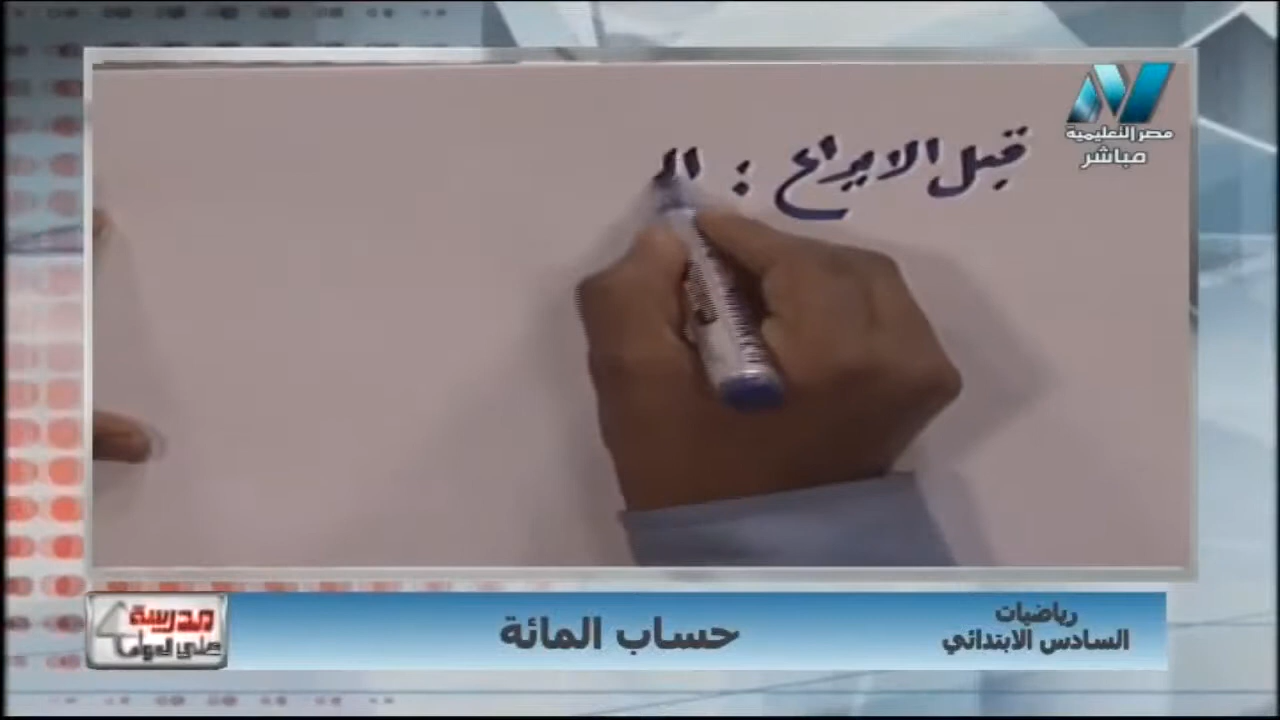 مصر التعليمية
مباشر
قبل الايداع :
رياضيات
السادس الابتدائي
حساب المائة
مدرسة
على الهواء